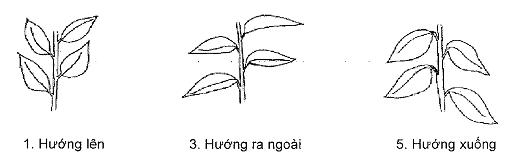 1. Hướng lên
3. Hướng ra ngoài
5. Hướng xuống